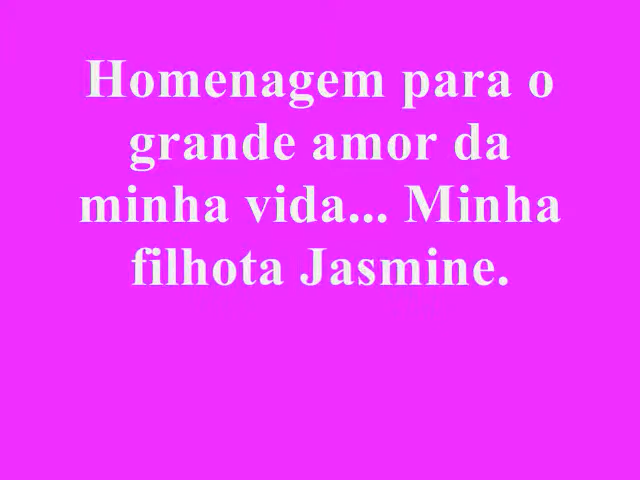 Homenagem para o
grande amor da
minha vida... Minha
filhota Jasmine.